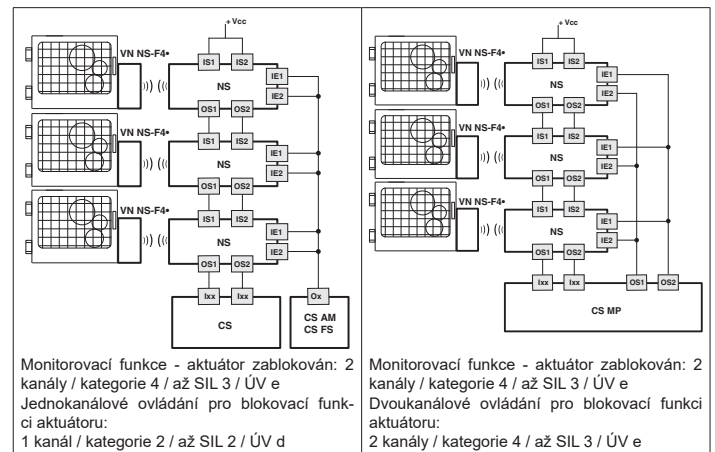 + Vcc
VN NS-F4•
IS1 IS2
IE1
NS
IE2
OS1 OS2
VN NS-F4•
IS1 IS2
IE1
NS
IE2
OS1 OS2
VN NS-F4•
IS1 IS2
IE1
NS
IE2
OS1 OS2
Ixx Ixx Ox
CS
CS AM
CS FS
Monitorovací funkce - aktuátor zablokován: 2
kanály / kategorie 4 / až SIL 3 / ÚV e
Jednokanálové ovládání pro blokovací funk-
ci aktuátoru:
1 kanál / kategorie 2 / až SIL 2 / ÚV d
+ Vcc
VN NS-F4•
IS1 IS2
IE1
NS
IE2
OS1 OS2
VN NS-F4•
IS1 IS2
IE1
NS
IE2
OS1 OS2
VN NS-F4•
IS1 IS2
IE1
NS
IE2
OS1 OS2
Ixx Ixx OS1 OS2
CS MP
Monitorovací funkce - aktuátor zablokován: 2
kanály / kategorie 4 / až SIL 3 / ÚV e
Dvoukanálové ovládání pro blokovací funkci
aktuátoru:
2 kanály / kategorie 4 / až SIL 3 / ÚV e